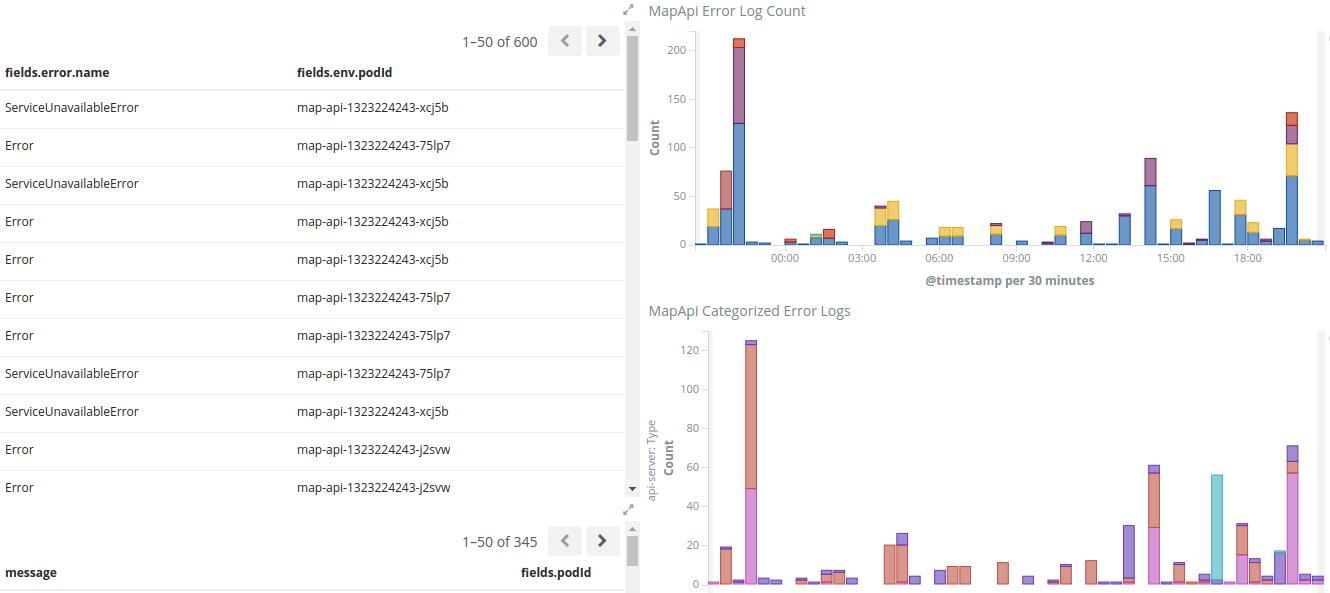 1–50 of 600
fields.error.name fields.env.podId
ServiceUnavailableError map-api-1323224243-xcj5b
Error map-api-1323224243-75lp7
ServiceUnavailableError map-api-1323224243-xcj5b
Error map-api-1323224243-xcj5b
Error map-api-1323224243-xcj5b
Error map-api-1323224243-75lp7
Error map-api-1323224243-75lp7
ServiceUnavailableError map-api-1323224243-75lp7
ServiceUnavailableError map-api-1323224243-xcj5b
Error map-api-1323224243-j2svw
Error map-api-1323224243-j2svw
1–50 of 345
message fields.podId
MapApi Error Log Count
Count
200
150
100
50
0
00:00 03:00 06:00 09:00 12:00 15:00 18:00
@timestamp per 30 minutes
MapApi Categorized Error Logs
api-server: Type
Count
120
100
80
60
40
20
0